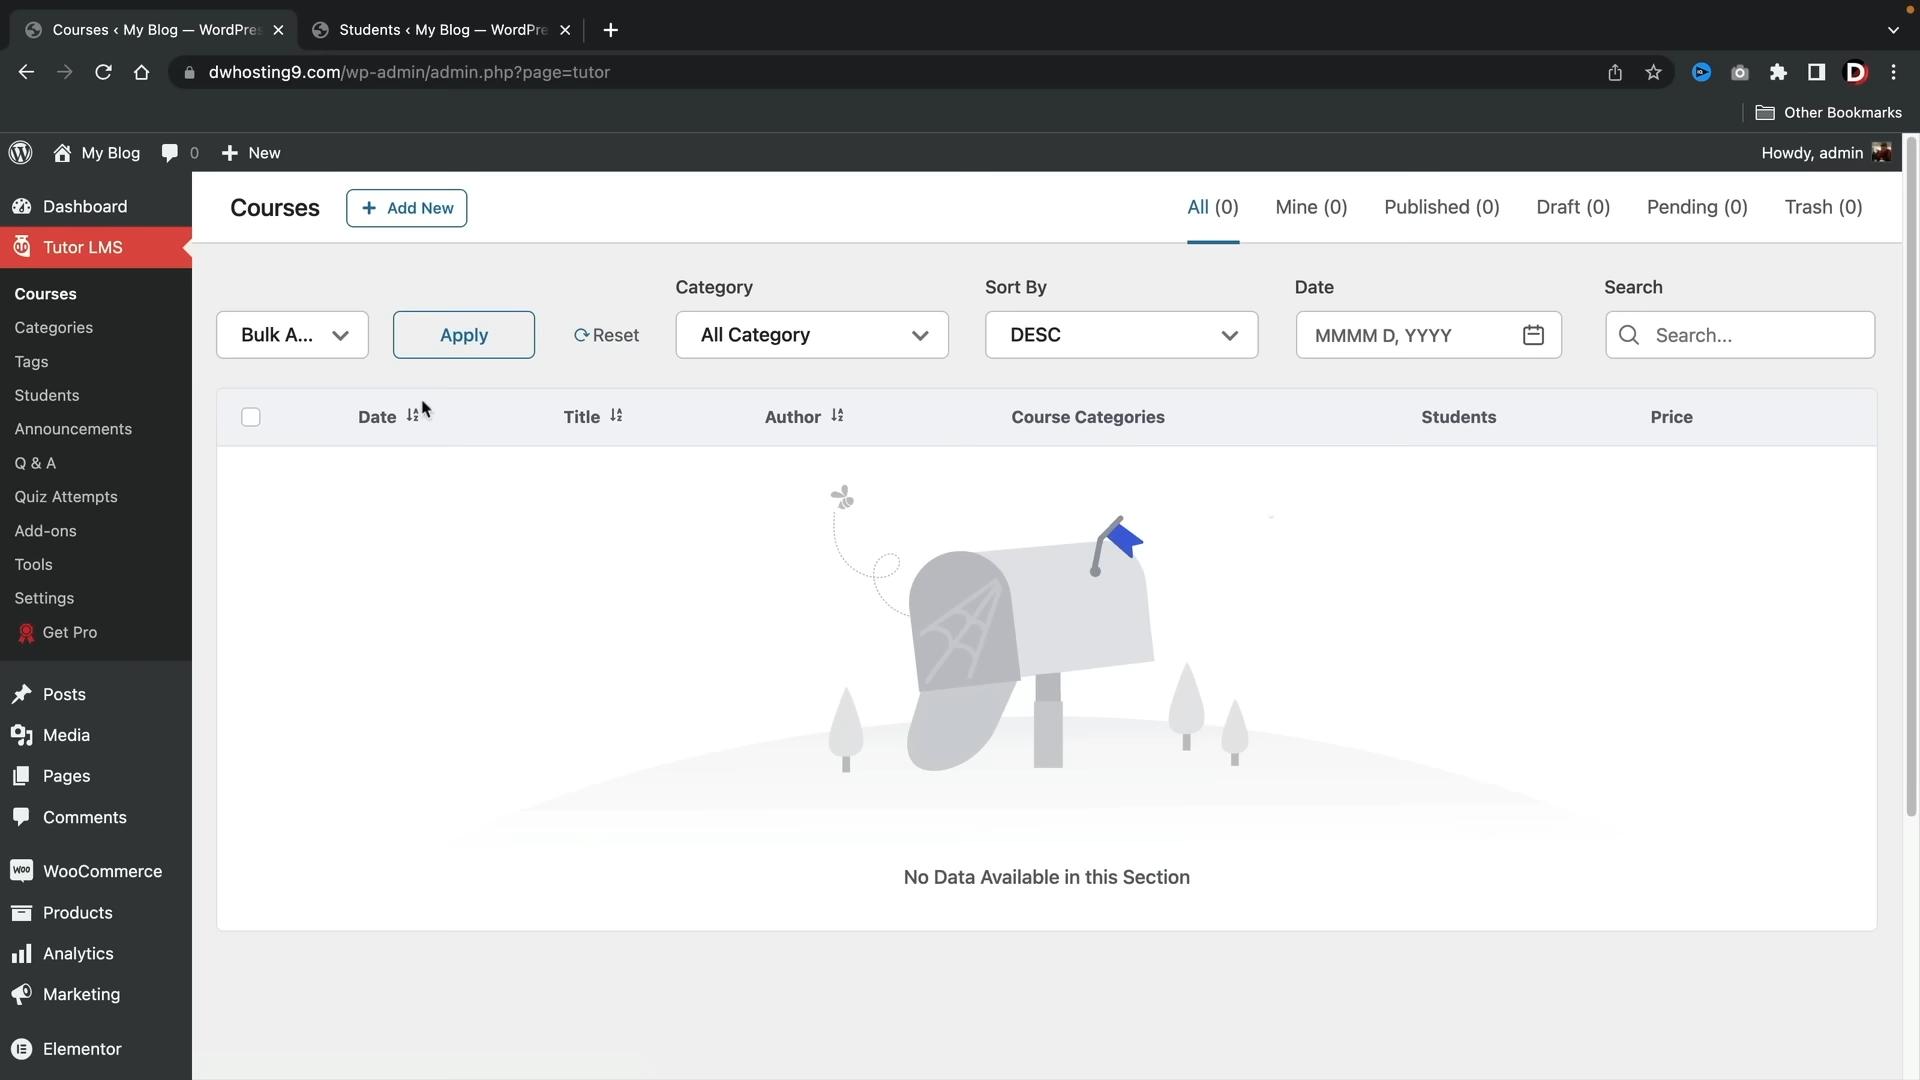 Courses ‹ My Blog — WordPres
Students ‹ My Blog — WordPre
dwhosting9.com/wp-admin/admin.php?page=tutor
Other Bookmarks
My Blog
0
New
Howdy, admin
Dashboard
Tutor LMS
Courses
Categories
Tags
Students
Announcements
Q & A
Quiz Attempts
Add-ons
Tools
Settings
Get Pro
Posts
Media
Pages
Comments
WooCommerce
Products
Analytics
Marketing
Elementor
Courses
+ Add New
All (0)
Mine (0)
Published (0)
Draft (0)
Pending (0)
Trash (0)
Category
Sort By
Date
Search
Bulk A...
Apply
Reset
All Category
DESC
MMMM D, YYYY
Search...
Date
Title
Author
Course Categories
Students
Price
No Data Available in this Section